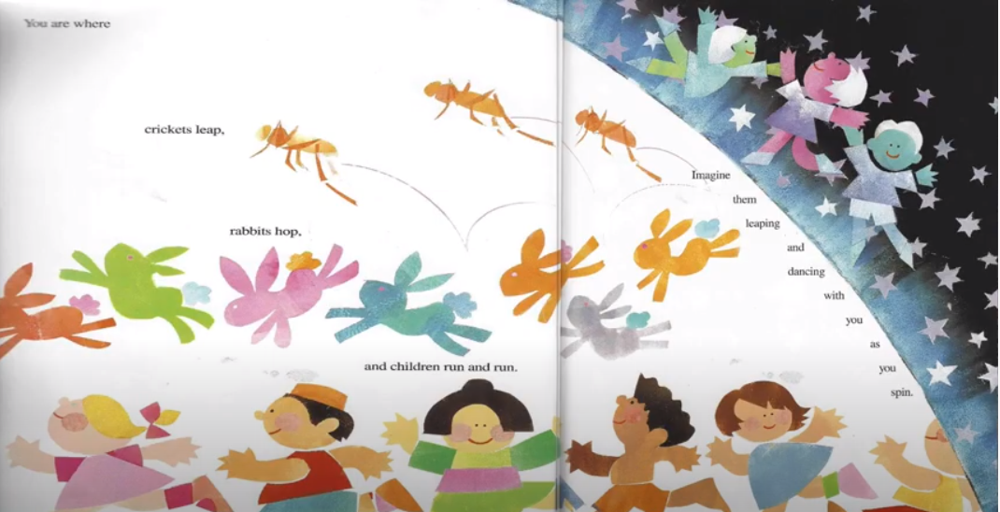 You are where
crickets leap,
rabbits hop,
and children run and run.
Imagine
them
leaping
and
dancing
with
you
as
you
spin.